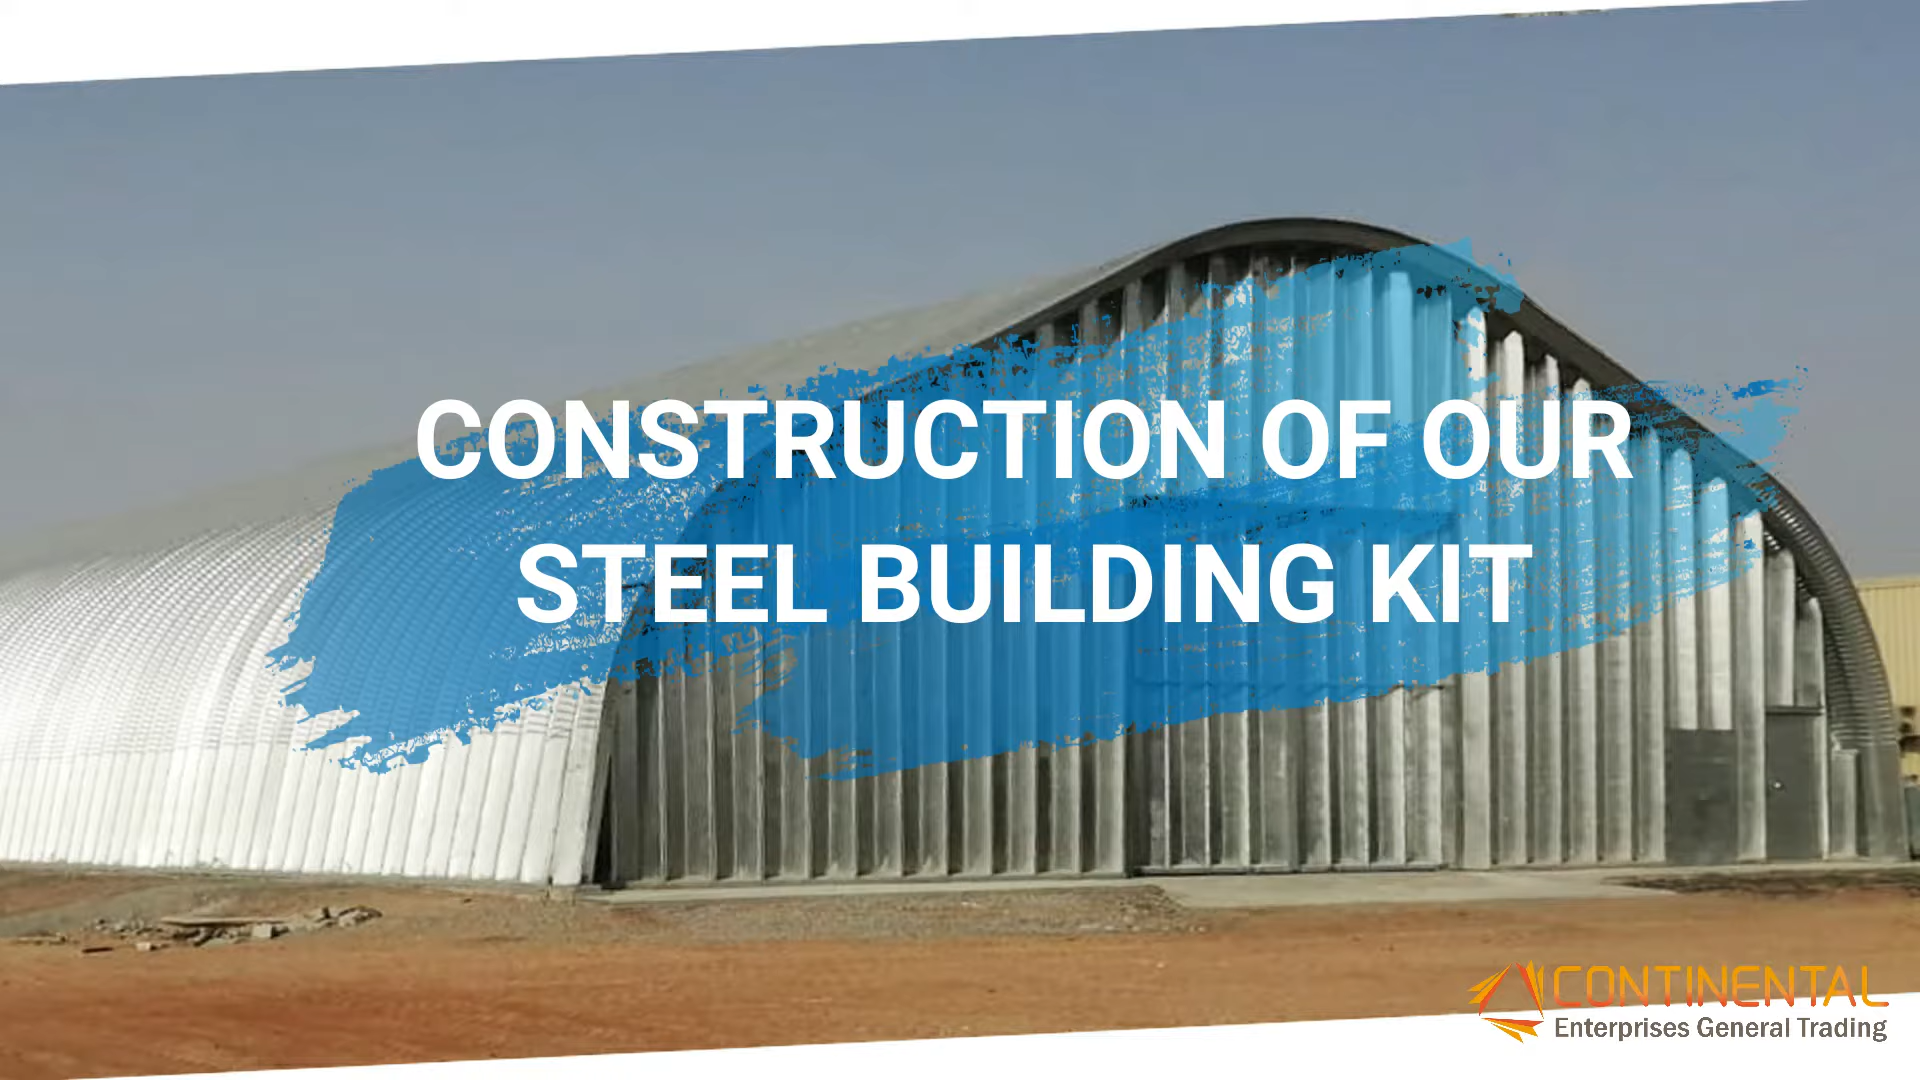 CONSTRUCTION OF OUR
STEEL BUILDING KIT
CONTINENTAL
Enterprises General Trading